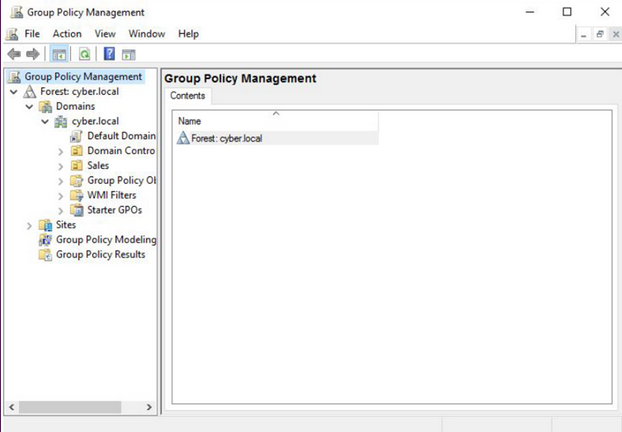 Group Policy Management
File Action View Window Help
Group Policy Management
Forest: cyber.local
Domains
cyber.local
Default Domain
Domain Contro
Sales
Group Policy Ob
WMI Filters
Starter GPOs
Sites
Group Policy Modeling
Group Policy Results
Group Policy Management
Contents
Name
Forest: cyber.local